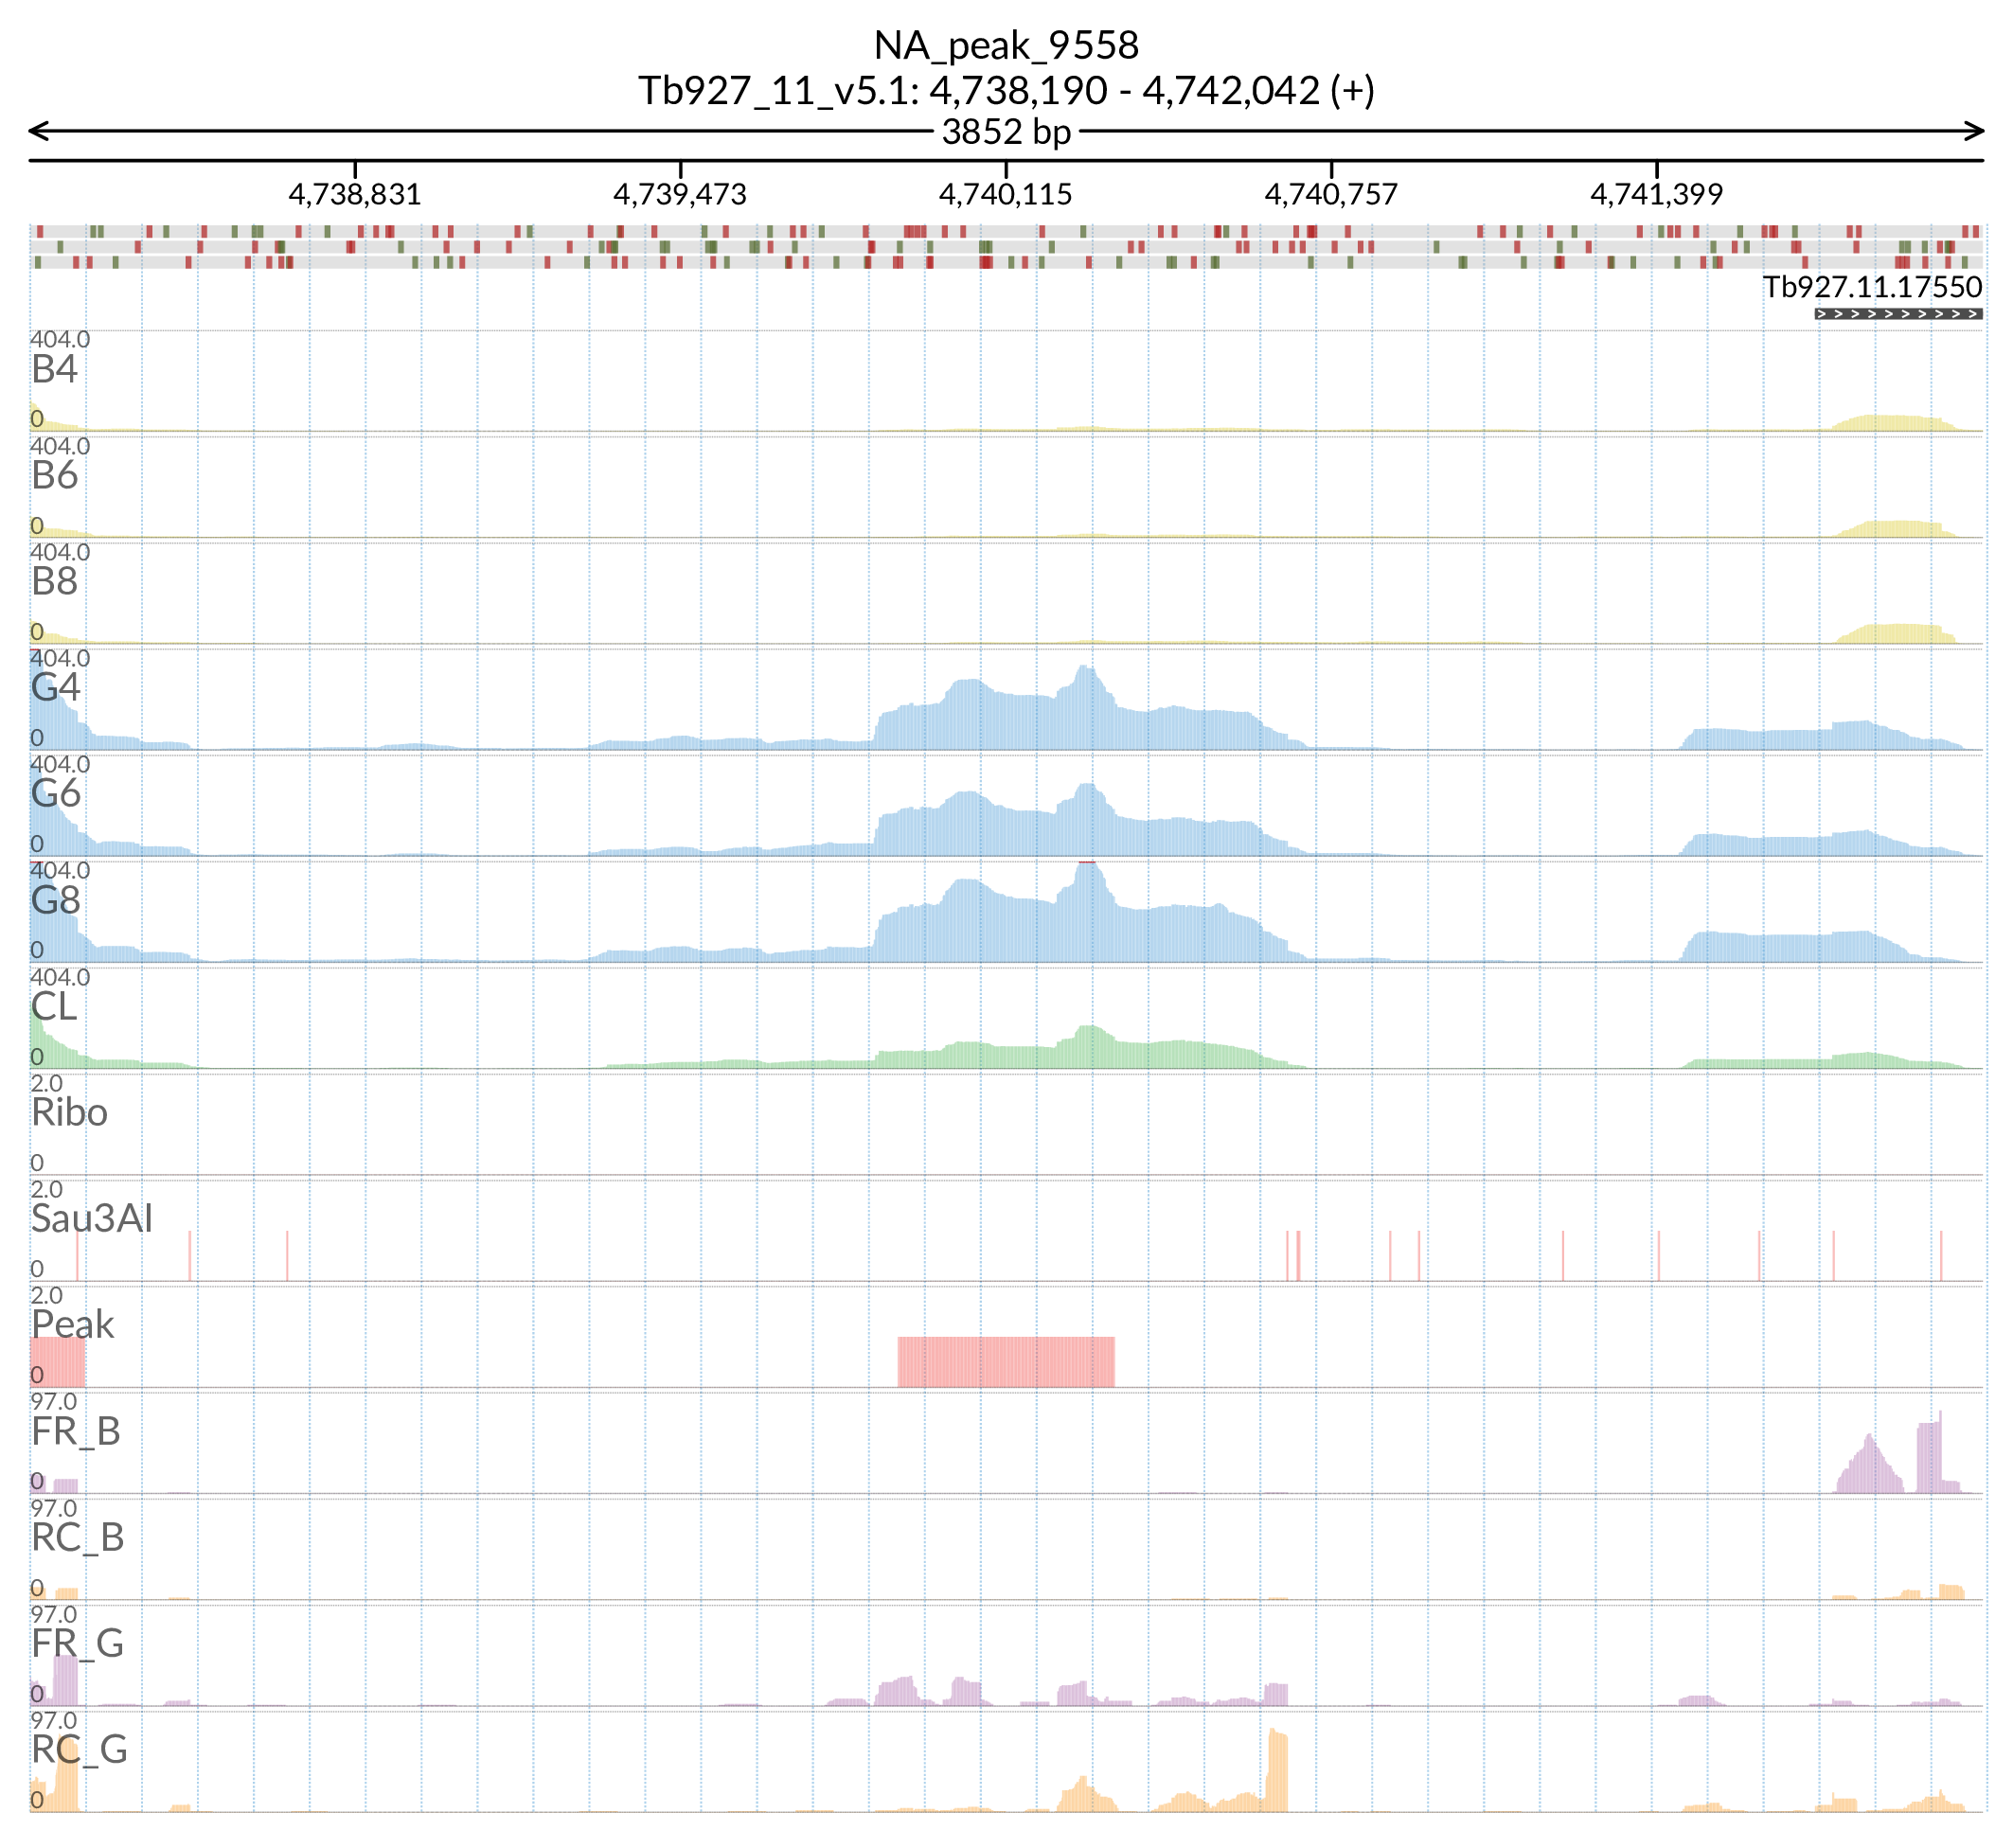 NA_peak_9558
Tb927_11_v5.1: 4,738,190 - 4,742,042 (+)
3852 bp
4,738,831 4,739,473 4,740,115 4,740,757 4,741,399
Tb927.11.17550
404.0
B4
0
404.0
B6
0
404.0
B8
0
404.0
G4
0
404.0
G6
0
404.0
G8
0
404.0
CL
0
2.0
Ribo
0
2.0
Sau3AI
0
2.0
Peak
0
97.0
FR_B
0
97.0
RC_B
0
97.0
FR_G
0
97.0
RC_G
0